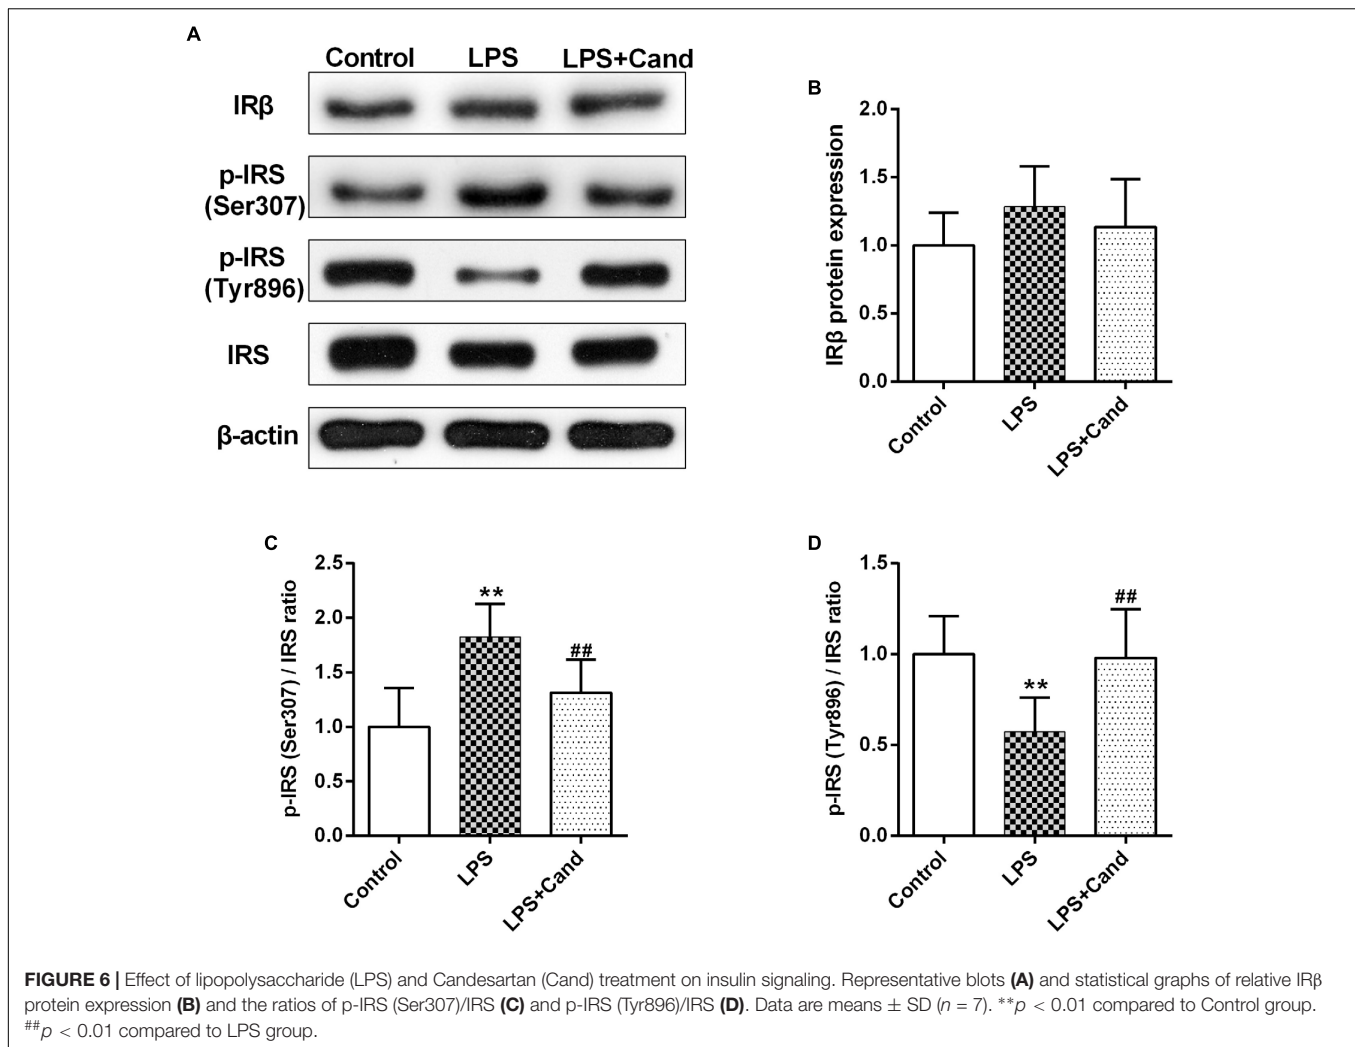 A
Control LPS LPS+Cand
IRβ
p-IRS
(Ser307)
p-IRS
(Tyr896)
IRS
β-actin
B
IRβ protein expression
2.0
1.5
1.0
0.5
0.0
Control LPS LPS+Cand
C
p-IRS (Ser307) / IRS ratio
2.5
2.0
1.5
1.0
0.5
0.0
**
##
Control LPS LPS+Cand
D
p-IRS (Tyr896) / IRS ratio
1.5
1.0
0.5
0.0
**
##
Control LPS LPS+Cand
FIGURE 6 | Effect of lipopolysaccharide (LPS) and Candesartan (Cand) treatment on insulin signaling. Representative blots (A) and statistical graphs of relative IRβ
protein expression (B) and the ratios of p-IRS (Ser307)/IRS (C) and p-IRS (Tyr896)/IRS (D). Data are means ± SD (n = 7). **p < 0.01 compared to Control group.
##p < 0.01 compared to LPS group.